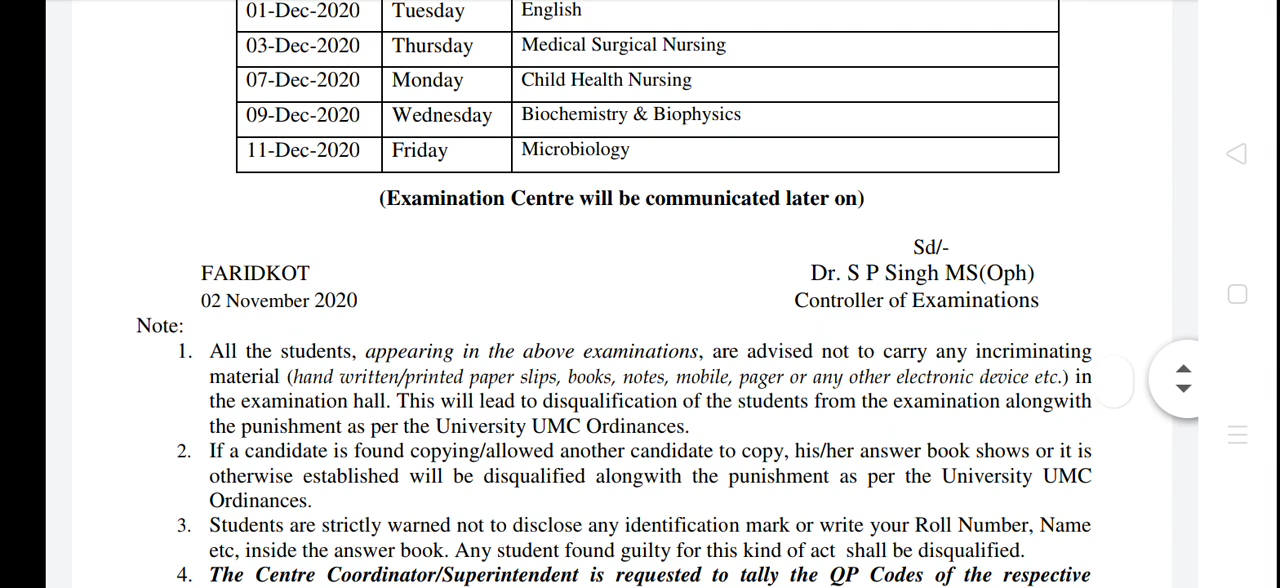 01-Dec-2020 Tuesday English
03-Dec-2020 Thursday Medical Surgical Nursing
07-Dec-2020 Monday Child Health Nursing
09-Dec-2020 Wednesday Biochemistry & Biophysics
11-Dec-2020 Friday Microbiology
(Examination Centre will be communicated later on)
Sd/-
FARIDKOT Dr. S P Singh MS(Oph)
02 November 2020 Controller of Examinations
Note:
1. All the students, appearing in the above examinations, are advised not to carry any incriminating
material (hand written/printed paper slips, books, notes, mobile, pager or any other electronic device etc.) in
the examination hall. This will lead to disqualification of the students from the examination alongwith
the punishment as per the University UMC Ordinances.
2. If a candidate is found copying/allowed another candidate to copy, his/her answer book shows or it is
otherwise established will be disqualified alongwith the punishment as per the University UMC
Ordinances.
3. Students are strictly warned not to disclose any identification mark or write your Roll Number, Name
etc, inside the answer book. Any student found guilty for this kind of act shall be disqualified.
4. The Centre Coordinator/Superintendent is requested to tally the QP Codes of the respective